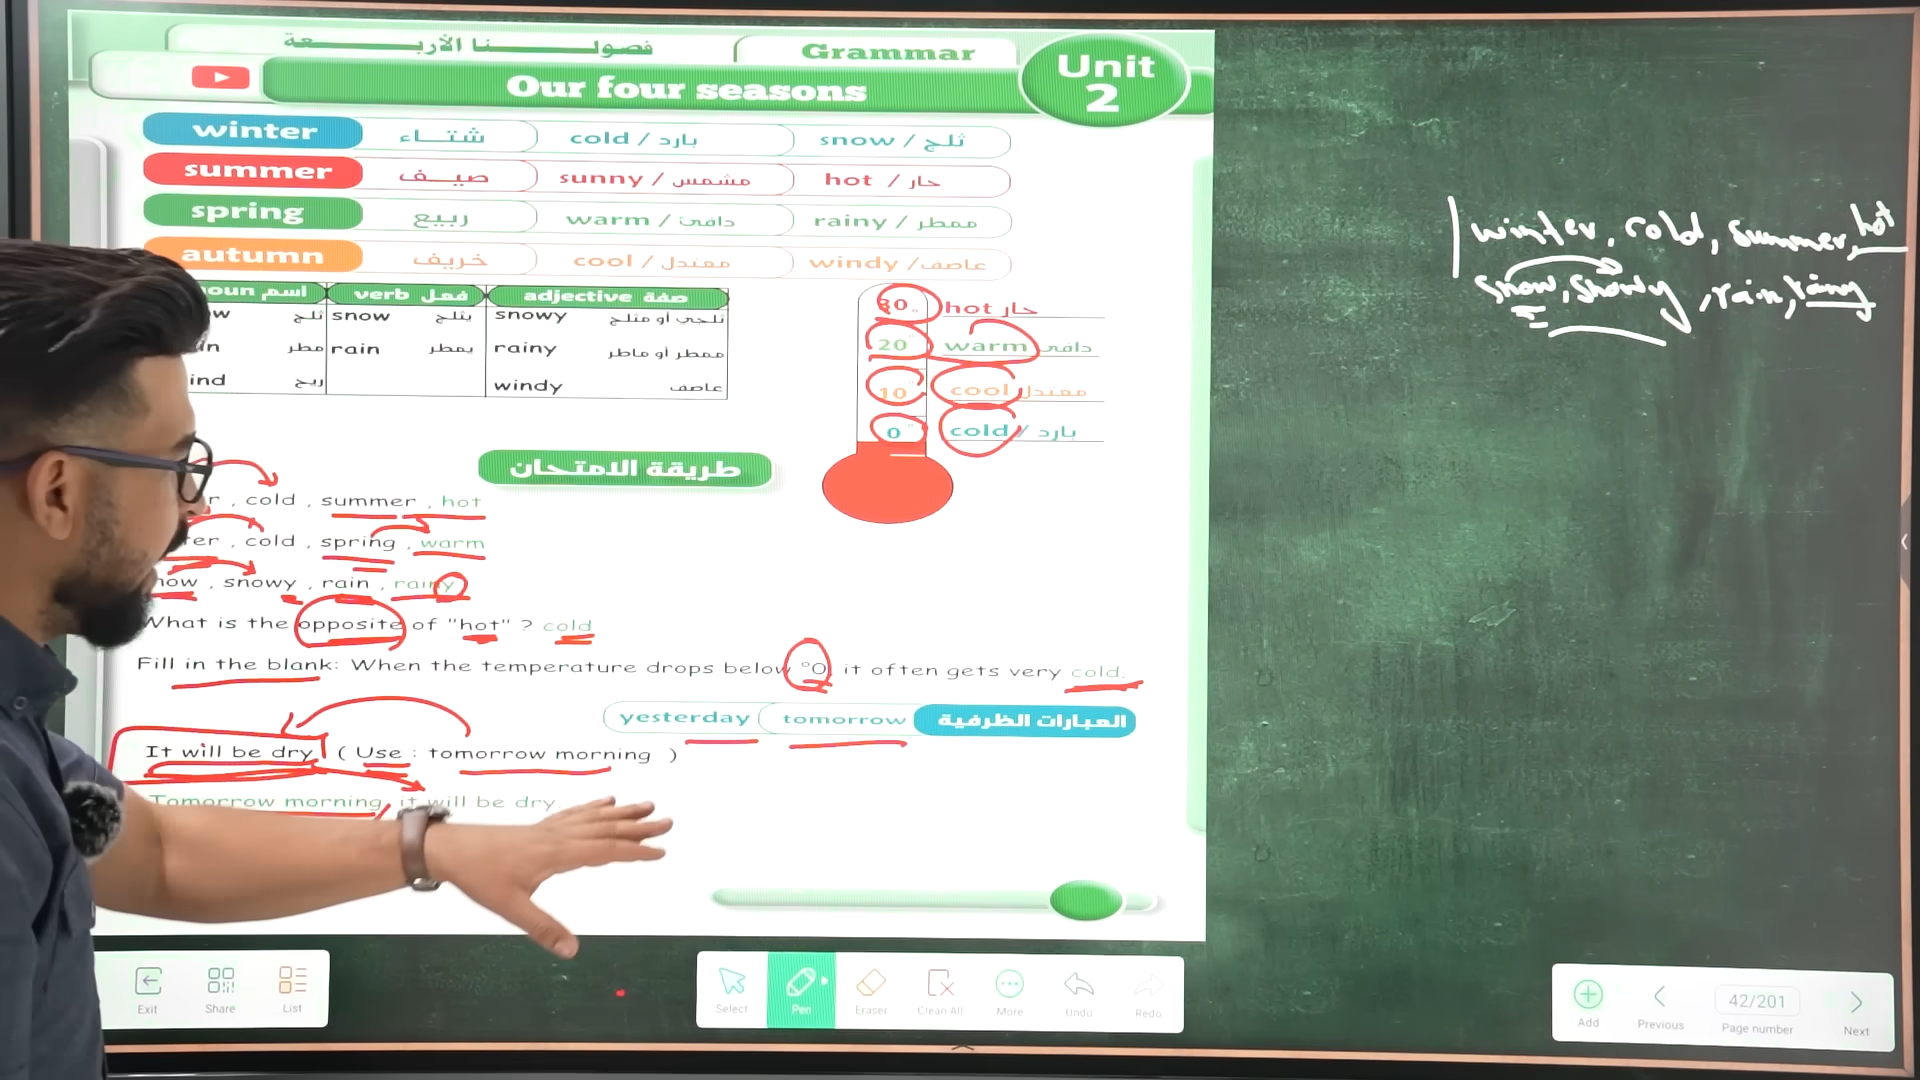 فصولنا الأربعة Grammar
Our four seasons
Unit 2
winter شتاء cold / بارد snow / ثلج
summer صيف sunny / مشمس hot / حار
spring ربيع warm / دافئ rainy / ممطر
autumn خريف cool / معتدل windy / عاصف
اسم verb فعل adjective صفة
ثلج snow يثلج snowy ثلجي أو مثلج
مطر rain يمطر rainy ممطر أو ماطر
ريح windy عاصف
30° hot حار
20° warm دافئ
10° cool معتدل
0° cold / بارد
winter, cold, summer, hot
snow, snowy, rain, rainy
طريقة الامتحان
, cold , summer , hot
, cold , spring , warm
, snowy , rain , rainy
What is the opposite of "hot" ? cold
Fill in the blank: When the temperature drops below °0, it often gets very cold.
yesterday tomorrow العبارات الظرفية
It will be dry. ( Use : tomorrow morning )
Tomorrow morning, it will be dry.
Exit Share List
Select Pen Eraser Clean All More Undo Redo
Add Previous 42/201 Page number Next